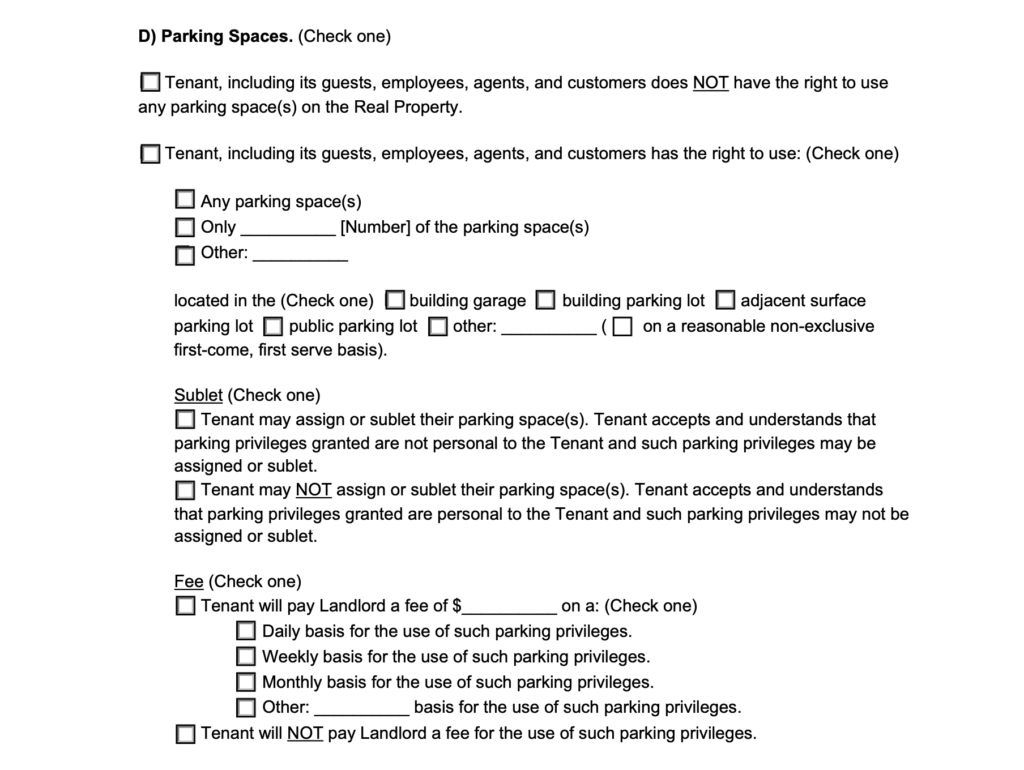 D) Parking Spaces. (Check one)
☐ Tenant, including its guests, employees, agents, and customers does NOT have the right to use
any parking space(s) on the Real Property.
☐ Tenant, including its guests, employees, agents, and customers has the right to use: (Check one)
☐ Any parking space(s)
☐ Only __________ [Number] of the parking space(s)
☐ Other: __________
located in the (Check one) ☐ building garage ☐ building parking lot ☐ adjacent surface
parking lot ☐ public parking lot ☐ other: __________ ( ☐ on a reasonable non-exclusive
first-come, first serve basis).
Sublet (Check one)
☐ Tenant may assign or sublet their parking space(s). Tenant accepts and understands that
parking privileges granted are not personal to the Tenant and such parking privileges may be
assigned or sublet.
☐ Tenant may NOT assign or sublet their parking space(s). Tenant accepts and understands
that parking privileges granted are personal to the Tenant and such parking privileges may not be
assigned or sublet.
Fee (Check one)
☐ Tenant will pay Landlord a fee of $__________ on a: (Check one)
☐ Daily basis for the use of such parking privileges.
☐ Weekly basis for the use of such parking privileges.
☐ Monthly basis for the use of such parking privileges.
☐ Other: __________ basis for the use of such parking privileges.
☐ Tenant will NOT pay Landlord a fee for the use of such parking privileges.